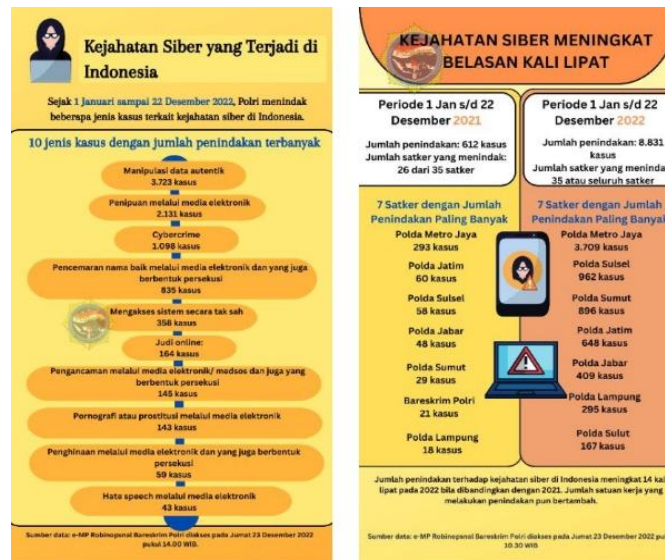 Kejahatan Siber yang Terjadi di
Indonesia
Sejak 1 Januari sampai 22 Desember 2022, Polri menindak
beberapa jenis kasus terkait kejahatan siber di Indonesia.
10 jenis kasus dengan jumlah penindakan terbanyak
Manipulasi data autentik
3.723 kasus
Penipuan melalui media elektronik
2.131 kasus
Cybercrime
1.098 kasus
Pencemaran nama baik melalui media elektronik dan yang juga
berbentuk persekusi
835 kasus
Mengakses sistem secara tak sah
358 kasus
Judi online:
164 kasus
Pengancaman melalui media elektronik/ medsos dan juga yang
berbentuk persekusi
145 kasus
Pornografi atau prostitusi melalui media elektronik
143 kasus
Penghinaan melalui media elektronik dan yang juga berbentuk
persekusi
59 kasus
Hate speech melalui media elektronik
43 kasus
Sumber data: e-MP Robinopsnal Bareskrim Polri diakses pada Jumat 23 Desember 2022
pukul 14.00 WIB.
KEJAHATAN SIBER MENINGKAT
BELASAN KALI LIPAT
Periode 1 Jan s/d 22
Desember 2021
Jumlah penindakan: 612 kasus
Jumlah satker yang menindak:
26 dari 35 satker
7 Satker dengan Jumlah
Penindakan Paling Banyak
Polda Metro Jaya
293 kasus
Polda Jatim
60 kasus
Polda Sulsel
58 kasus
Polda Jabar
48 kasus
Polda Sumut
29 kasus
Bareskrim Polri
21 kasus
Polda Lampung
18 kasus
Periode 1 Jan s/d 22
Desember 2022
Jumlah penindakan: 8.831
kasus
Jumlah satker yang meninda
35 atau seluruh satker
7 Satker dengan Jumlah
Penindakan Paling Banya
Polda Metro Jaya
3.709 kasus
Polda Sulsel
962 kasus
Polda Sumut
896 kasus
Polda Jatim
648 kasus
Polda Jabar
409 kasus
Polda Lampung
295 kasus
Polda Sulut
167 kasus
Jumlah penindakan terhadap kejahatan siber di Indonesia meningkat 14 kal
lipat pada 2022 bila dibandingkan dengan 2021. Jumlah satuan kerja yang
melakukan penindakan pun bertambah.
Sumber data: e-MP Robinopsnal Bareskrim Polri diakses pada Jumat 23 Desember 2022 puk
10.30 WIB